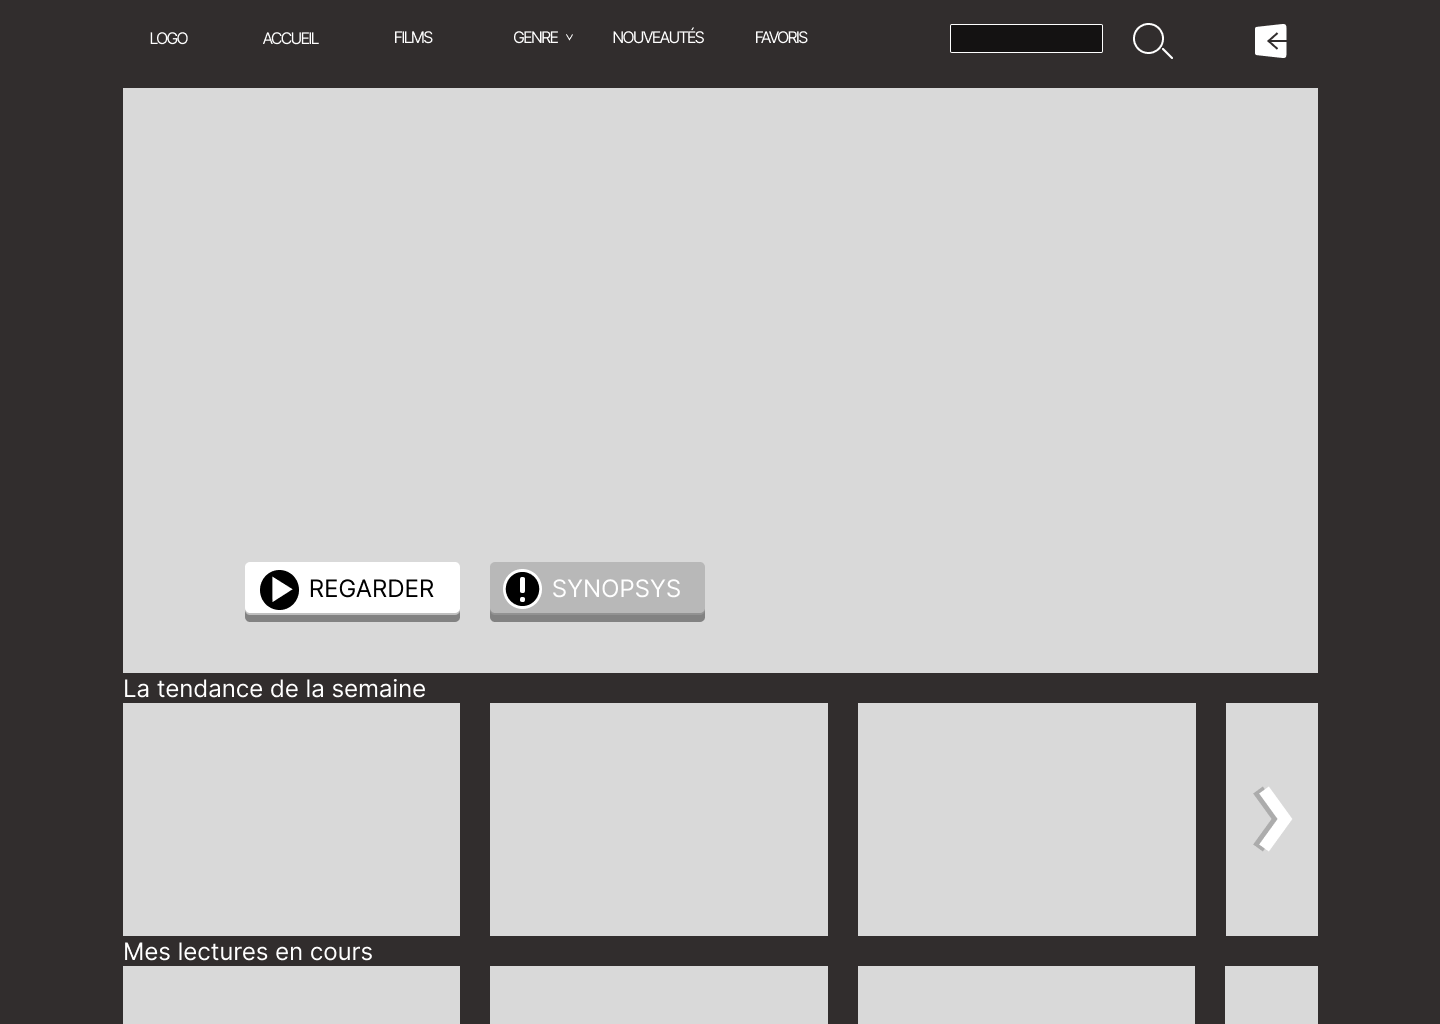 LOGO ACCUEIL FILMS GENRE NOUVEAUTÉS FAVORIS
REGARDER SYNOPSYS
La tendance de la semaine
Mes lectures en cours